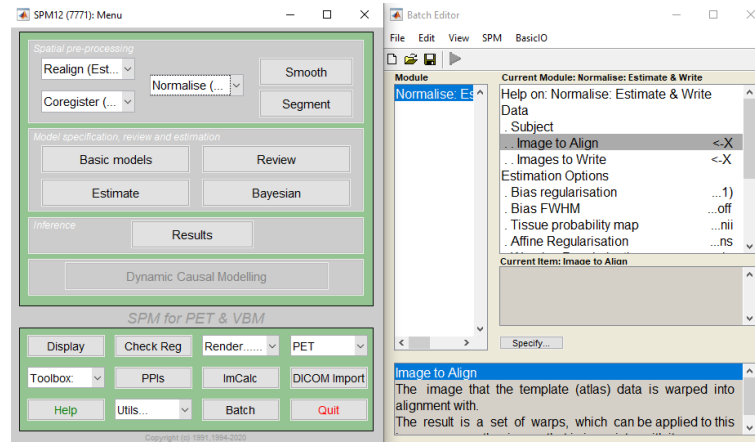 SPM12 (7771): Menu
Spatial pre-processing
Realign (Est...
Normalise (...
Smooth
Coregister (...
Segment
Model specification, review and estimation
Basic models
Review
Estimate
Bayesian
Inference
Results
Dynamic Causal Modelling
SPM for PET & VBM
Display
Check Reg
Render......
PET
Toolbox:
PPIs
ImCalc
DICOM Import
Help
Utils...
Batch
Quit
Copyright (c) 1991,1994-2020
Batch Editor
File Edit View SPM BasicIO
Module
Normalise: Es
Current Module: Normalise: Estimate & Write
Help on: Normalise: Estimate & Write
Data
. Subject
. . Image to Align <-X
. . Images to Write <-X
Estimation Options
. Bias regularisation ...1)
. Bias FWHM ...off
. Tissue probability map ...nii
. Affine Regularisation ...ns
Current Item: Image to Align
Specify...
Image to Align
The image that the template (atlas) data is warped into
alignment with.
The result is a set of warps, which can be applied to this